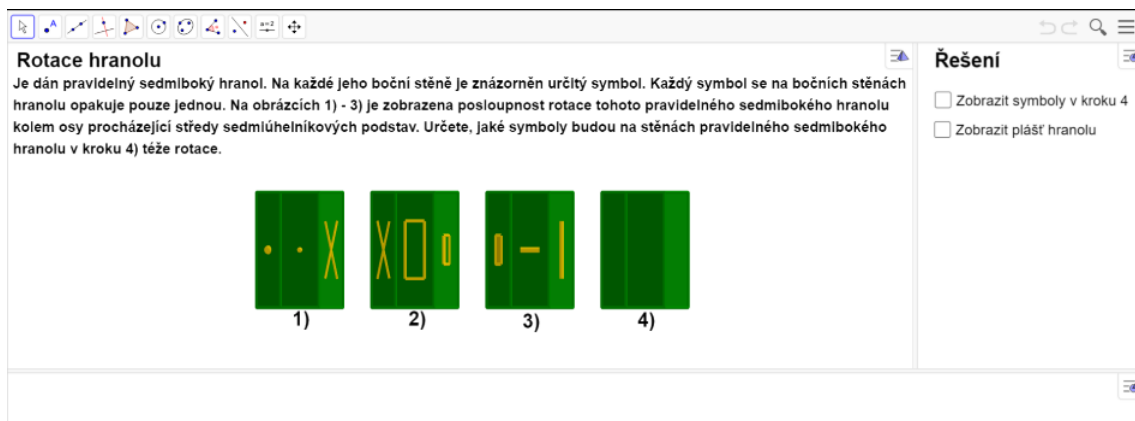 a=2
Rotace hranolu
Je dán pravidelný sedmiboký hranol. Na každé jeho boční stěně je znázorněn určitý symbol. Každý symbol se na bočních stěnách
hranolu opakuje pouze jednou. Na obrázcích 1) - 3) je zobrazena posloupnost rotace tohoto pravidelného sedmibokého hranolu
kolem osy procházející středy sedmiúhelníkových podstav. Určete, jaké symboly budou na stěnách pravidelného sedmibokého
hranolu v kroku 4) téže rotace.
1) 2) 3) 4)
Řešení
Zobrazit symboly v kroku 4
Zobrazit plášť hranolu